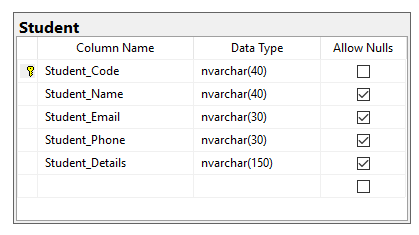 Student
Column Name Data Type Allow Nulls
Student_Code nvarchar(40)
Student_Name nvarchar(40)
Student_Email nvarchar(30)
Student_Phone nvarchar(30)
Student_Details nvarchar(150)